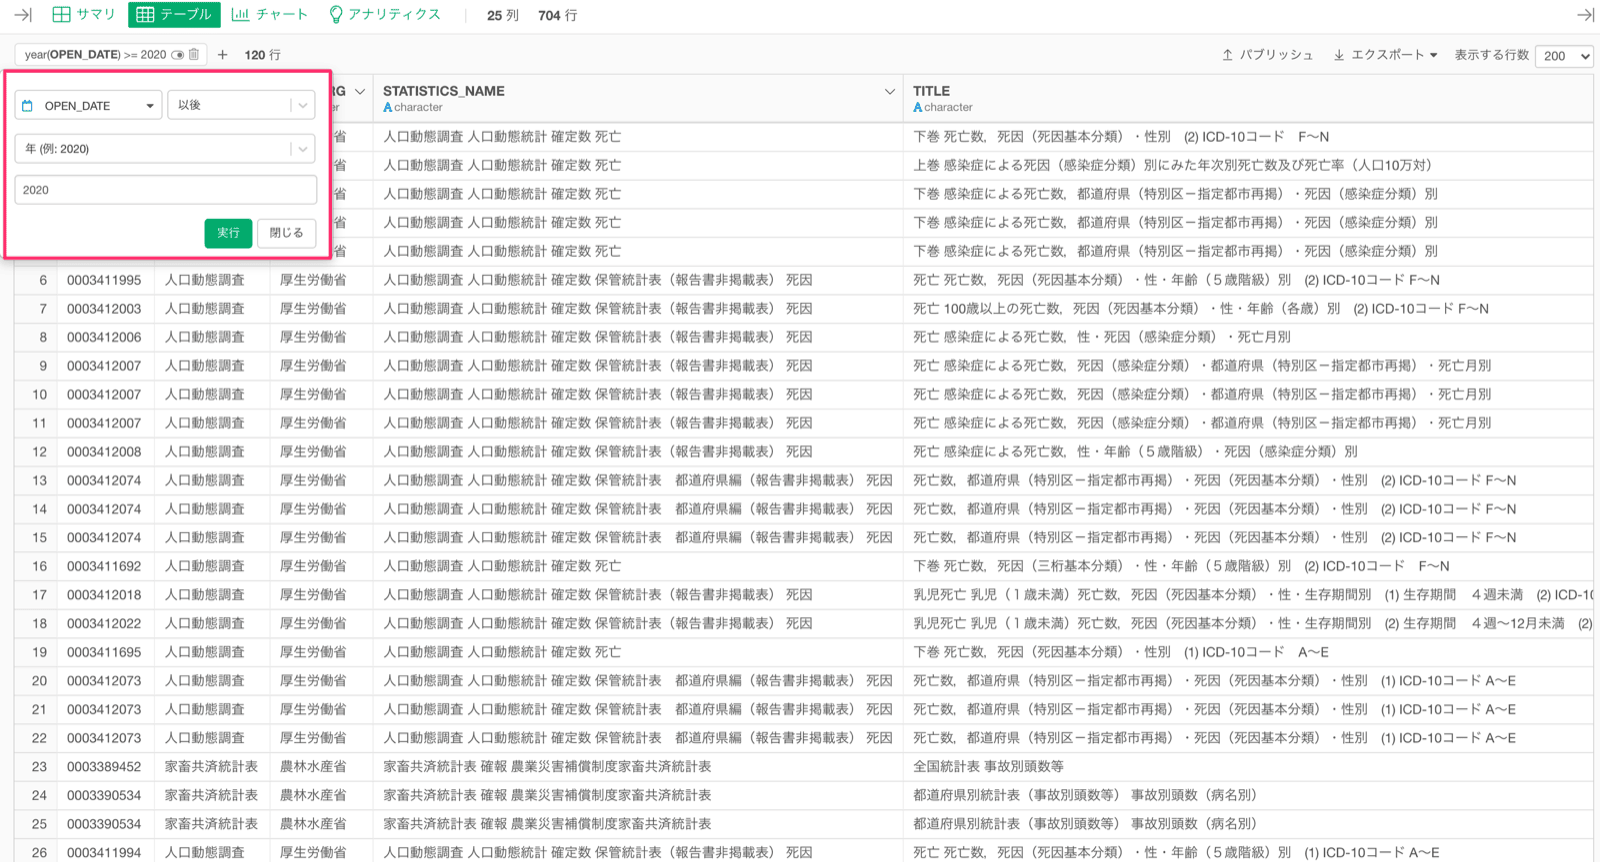 サマリ テーブル チャート アナリティクス 25 列 704 行
year(OPEN_DATE) >= 2020 + 120 行 パブリッシュ エクスポート 表示する行数 200
OPEN_DATE 以後
年 (例: 2020)
2020
実行 閉じる
RG STATISTICS_NAME TITLE
er character character
省 人口動態調査 人口動態統計 確定数 死亡 下巻 死亡数，死因（死因基本分類）・性別 (2) ICD-10コード　F～N
省 人口動態調査 人口動態統計 確定数 死亡 上巻 感染症による死因（感染症分類）別にみた年次別死亡数及び死亡率（人口10万対）
省 人口動態調査 人口動態統計 確定数 死亡 下巻 感染症による死亡数，都道府県（特別区－指定都市再掲）・死因（感染症分類）別
省 人口動態調査 人口動態統計 確定数 死亡 下巻 感染症による死亡数，都道府県（特別区－指定都市再掲）・死因（感染症分類）別
省 人口動態調査 人口動態統計 確定数 死亡 下巻 感染症による死亡数，都道府県（特別区－指定都市再掲）・死因（感染症分類）別
6 0003411995 人口動態調査 厚生労働省 人口動態調査 人口動態統計 確定数 保管統計表（報告書非掲載表） 死因 死亡 死亡数，死因（死因基本分類）・性・年齢（５歳階級）別 (2) ICD-10コード F～N
7 0003412003 人口動態調査 厚生労働省 人口動態調査 人口動態統計 確定数 保管統計表（報告書非掲載表） 死因 死亡 100歳以上の死亡数，死因（死因基本分類）・性・年齢（各歳）別 (2) ICD-10コード F～N
8 0003412006 人口動態調査 厚生労働省 人口動態調査 人口動態統計 確定数 保管統計表（報告書非掲載表） 死因 死亡 感染症による死亡数，性・死因（感染症分類）・死亡月別
9 0003412007 人口動態調査 厚生労働省 人口動態調査 人口動態統計 確定数 保管統計表（報告書非掲載表） 死因 死亡 感染症による死亡数，死因（感染症分類）・都道府県（特別区－指定都市再掲）・死亡月別
10 0003412007 人口動態調査 厚生労働省 人口動態調査 人口動態統計 確定数 保管統計表（報告書非掲載表） 死因 死亡 感染症による死亡数，死因（感染症分類）・都道府県（特別区－指定都市再掲）・死亡月別
11 0003412007 人口動態調査 厚生労働省 人口動態調査 人口動態統計 確定数 保管統計表（報告書非掲載表） 死因 死亡 感染症による死亡数，死因（感染症分類）・都道府県（特別区－指定都市再掲）・死亡月別
12 0003412008 人口動態調査 厚生労働省 人口動態調査 人口動態統計 確定数 保管統計表（報告書非掲載表） 死因 死亡 感染症による死亡数，性・年齢（５歳階級）・死因（感染症分類）別
13 0003412074 人口動態調査 厚生労働省 人口動態調査 人口動態統計 確定数 保管統計表　都道府県編（報告書非掲載表） 死因 死亡数，都道府県（特別区－指定都市再掲）・死因（死因基本分類）・性別 (2) ICD-10コード F～N
14 0003412074 人口動態調査 厚生労働省 人口動態調査 人口動態統計 確定数 保管統計表　都道府県編（報告書非掲載表） 死因 死亡数，都道府県（特別区－指定都市再掲）・死因（死因基本分類）・性別 (2) ICD-10コード F～N
15 0003412074 人口動態調査 厚生労働省 人口動態調査 人口動態統計 確定数 保管統計表　都道府県編（報告書非掲載表） 死因 死亡数，都道府県（特別区－指定都市再掲）・死因（死因基本分類）・性別 (2) ICD-10コード F～N
16 0003411692 人口動態調査 厚生労働省 人口動態調査 人口動態統計 確定数 死亡 下巻 死亡数，死因（三桁基本分類）・性・年齢（５歳階級）別 (2) ICD-10コード　F～N
17 0003412018 人口動態調査 厚生労働省 人口動態調査 人口動態統計 確定数 保管統計表（報告書非掲載表） 死因 乳児死亡 乳児（１歳未満）死亡数，死因（死因基本分類）・性・生存期間別 (1) 生存期間　４週未満 (2) ICD-10
18 0003412022 人口動態調査 厚生労働省 人口動態調査 人口動態統計 確定数 保管統計表（報告書非掲載表） 死因 乳児死亡 乳児（１歳未満）死亡数，死因（死因基本分類）・性・生存期間別 (2) 生存期間　４週～12月未満 (2)
19 0003411695 人口動態調査 厚生労働省 人口動態調査 人口動態統計 確定数 死亡 下巻 死亡数，死因（死因基本分類）・性別 (1) ICD-10コード　A～E
20 0003412073 人口動態調査 厚生労働省 人口動態調査 人口動態統計 確定数 保管統計表　都道府県編（報告書非掲載表） 死因 死亡数，都道府県（特別区－指定都市再掲）・死因（死因基本分類）・性別 (1) ICD-10コード A～E
21 0003412073 人口動態調査 厚生労働省 人口動態調査 人口動態統計 確定数 保管統計表　都道府県編（報告書非掲載表） 死因 死亡数，都道府県（特別区－指定都市再掲）・死因（死因基本分類）・性別 (1) ICD-10コード A～E
22 0003412073 人口動態調査 厚生労働省 人口動態調査 人口動態統計 確定数 保管統計表　都道府県編（報告書非掲載表） 死因 死亡数，都道府県（特別区－指定都市再掲）・死因（死因基本分類）・性別 (1) ICD-10コード A～E
23 0003389452 家畜共済統計表 農林水産省 家畜共済統計表 確報 農業災害補償制度家畜共済統計表 全国統計表 事故別頭数等
24 0003390534 家畜共済統計表 農林水産省 家畜共済統計表 確報 農業災害補償制度家畜共済統計表 都道府県別統計表（事故別頭数等） 事故別頭数（病名別）
25 0003390534 家畜共済統計表 農林水産省 家畜共済統計表 確報 農業災害補償制度家畜共済統計表 都道府県別統計表（事故別頭数等） 事故別頭数（病名別）
26 0003411994 人口動態調査 厚生労働省 人口動態調査 人口動態統計 確定数 保管統計表（報告書非掲載表） 死因 死亡 死亡数，死因（死因基本分類）・性・年齢（５歳階級）別 (1) ICD-10コード A～E